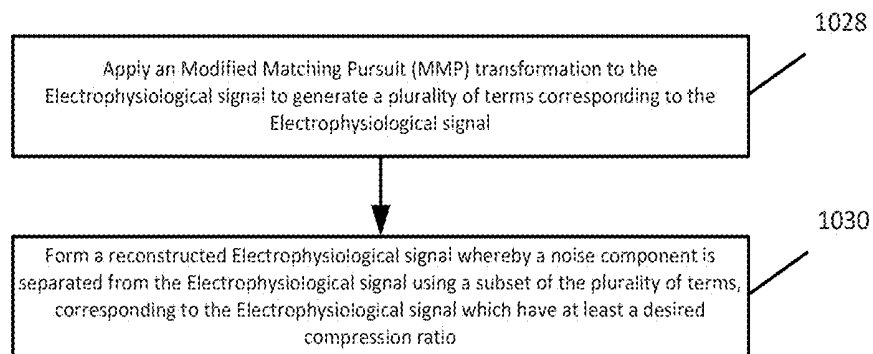 1028
Apply an Modified Matching Pursuit (MMP) transformation to the
Electrophysiological signal to generate a plurality of terms corresponding to the
Electrophysiological signal
1030
Form a reconstructed Electrophysiological signal whereby a noise component is
separated from the Electrophysiological signal using a subset of the plurality of terms,
corresponding to the Electrophysiological signal which have at least a desired
compression ratio